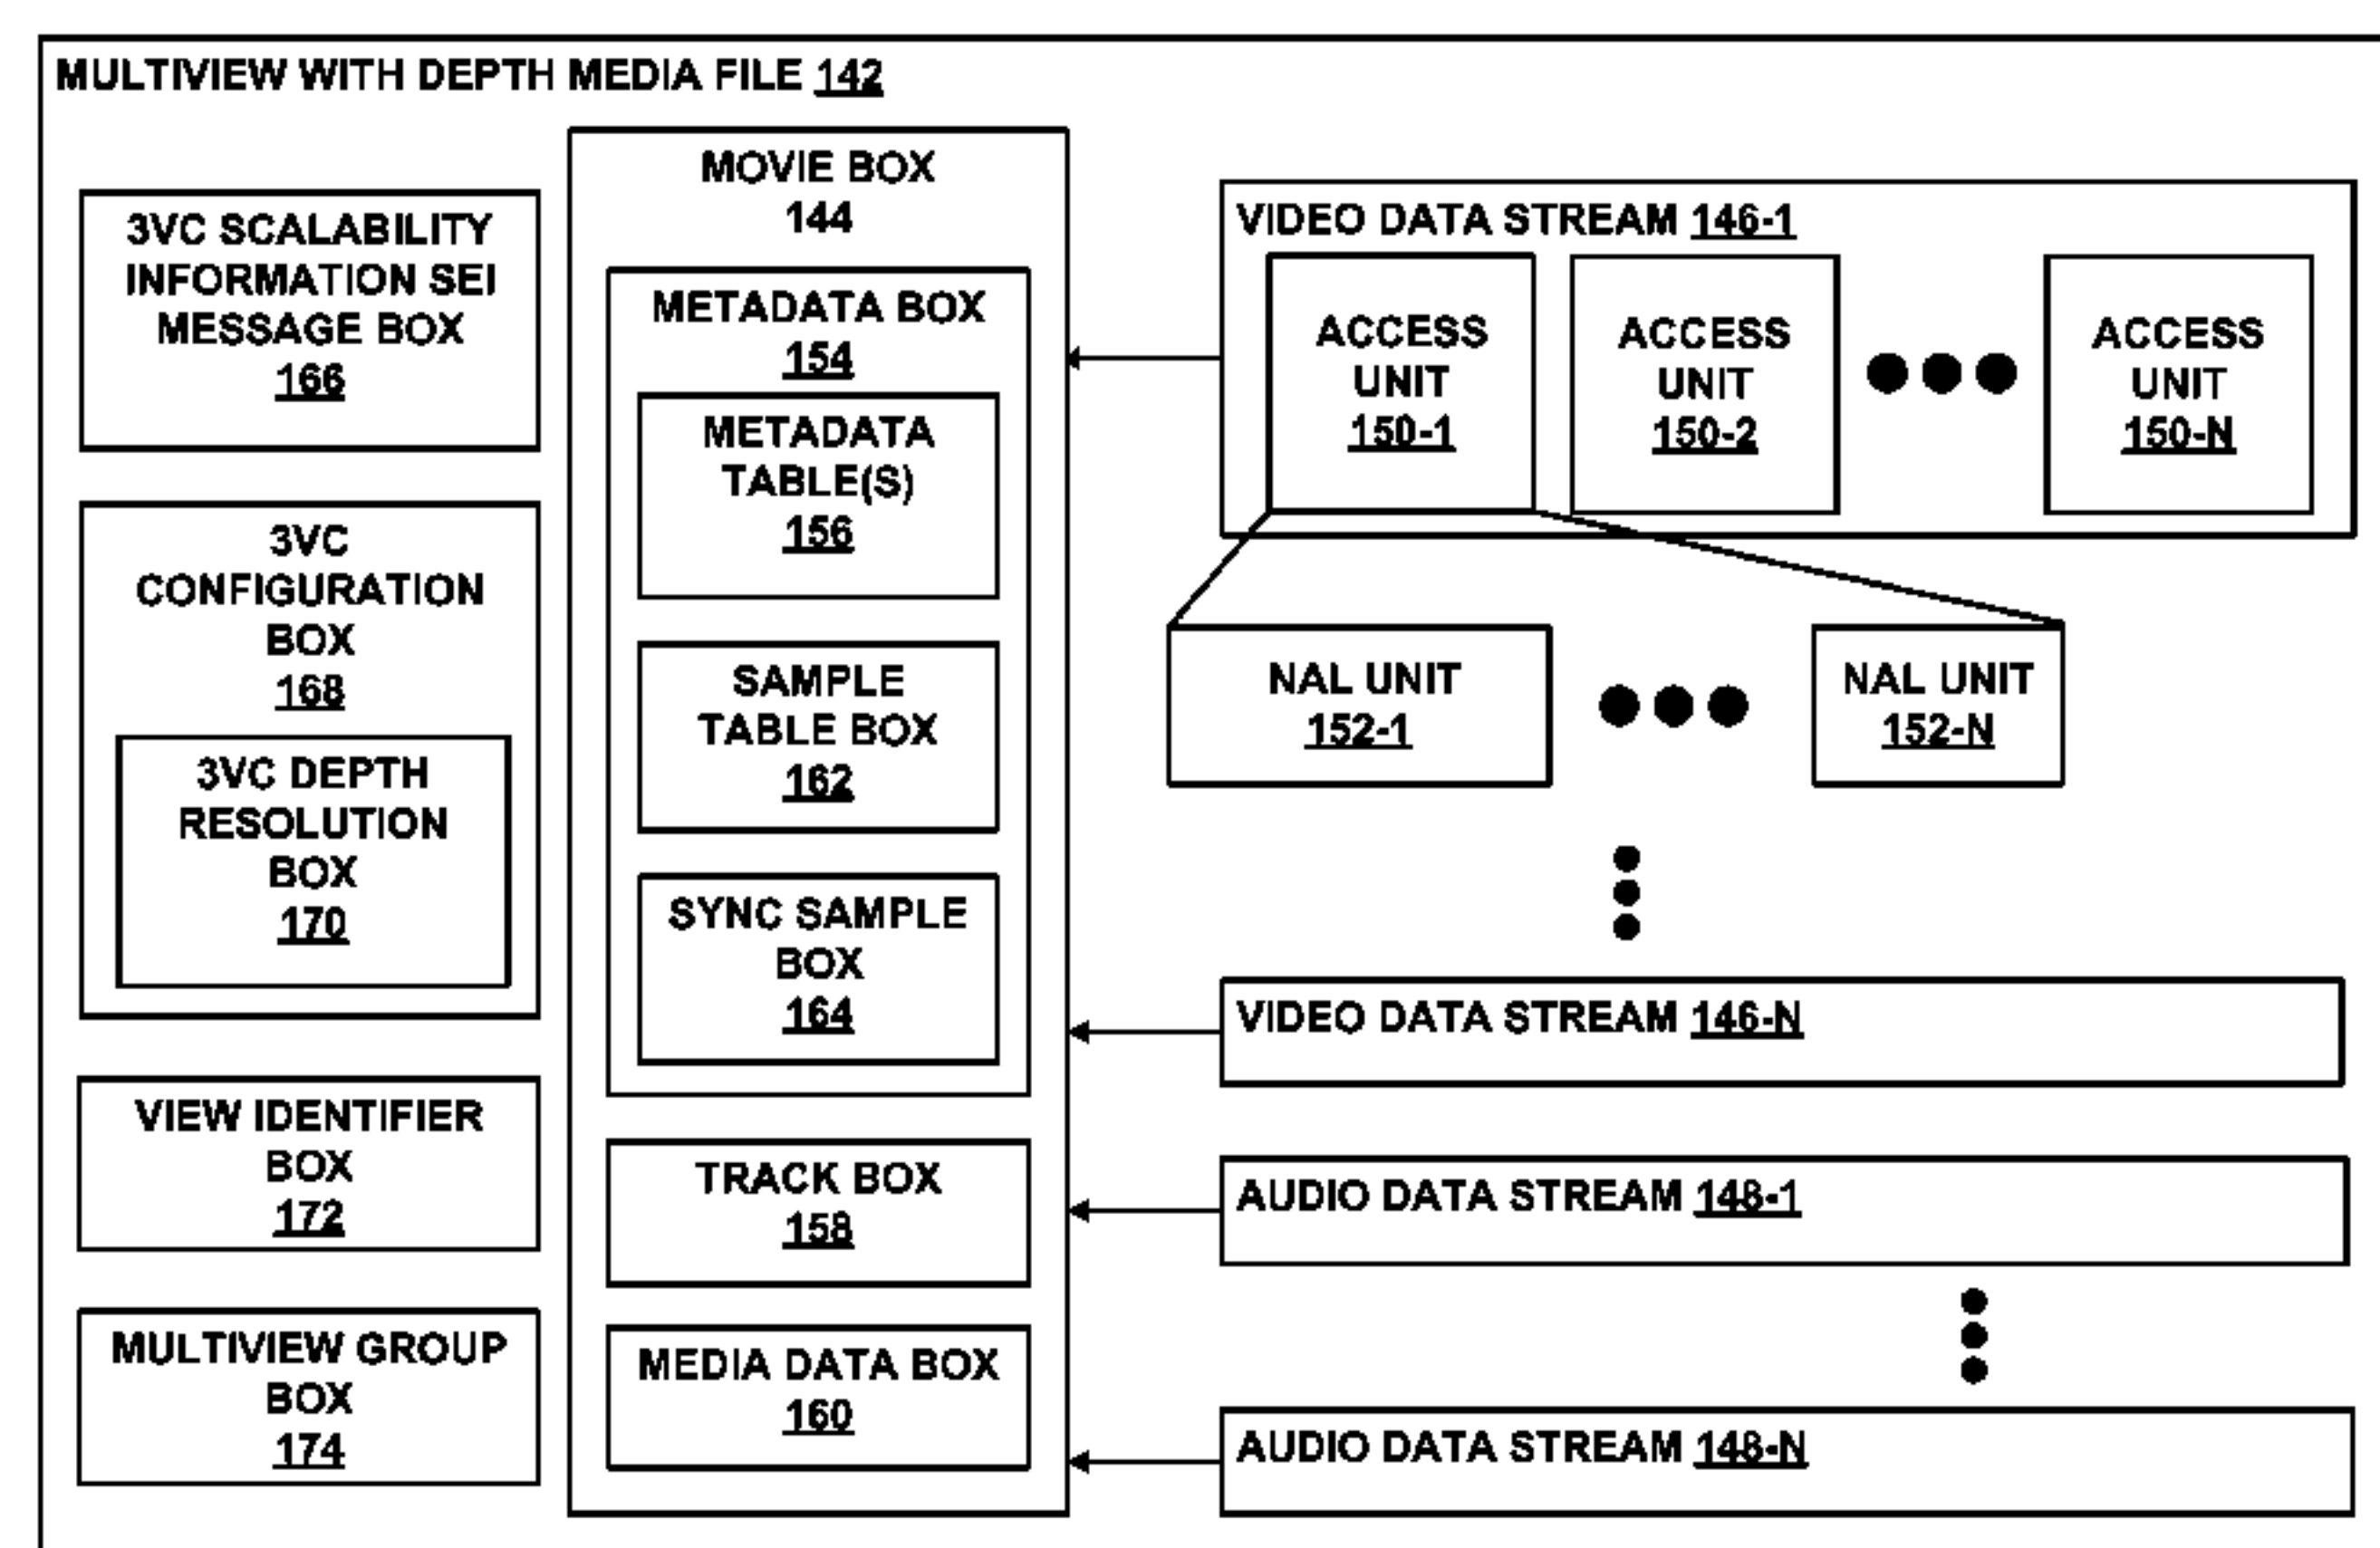 MULTIVIEW WITH DEPTH MEDIA FILE 142
3VC SCALABILITY
INFORMATION SEI
MESSAGE BOX
166
3VC
CONFIGURATION
BOX
168
3VC DEPTH
RESOLUTION
BOX
170
VIEW IDENTIFIER
BOX
172
MULTIVIEW GROUP
BOX
174
MOVIE BOX
144
METADATA BOX
154
METADATA
TABLE(S)
156
SAMPLE
TABLE BOX
162
SYNC SAMPLE
BOX
164
TRACK BOX
158
MEDIA DATA BOX
160
VIDEO DATA STREAM 146-1
ACCESS
UNIT
150-1
ACCESS
UNIT
150-2
ACCESS
UNIT
150-N
NAL UNIT
152-1
NAL UNIT
152-N
VIDEO DATA STREAM 146-N
AUDIO DATA STREAM 148-1
AUDIO DATA STREAM 148-N